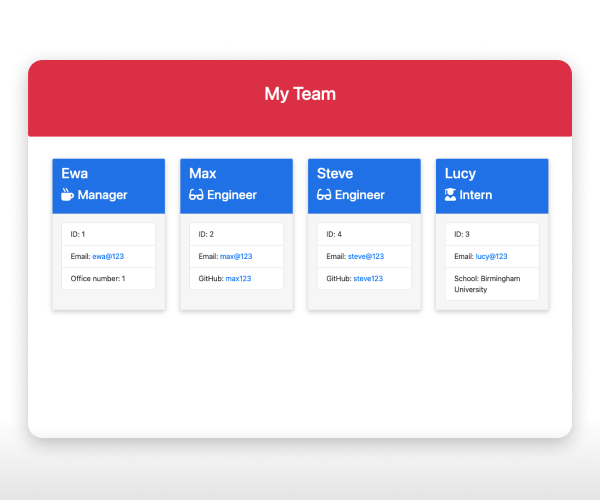 My Team
Ewa
Manager
ID: 1
Email: ewa@123
Office number: 1
Max
Engineer
ID: 2
Email: max@123
GitHub: max123
Steve
Engineer
ID: 4
Email: steve@123
GitHub: steve123
Lucy
Intern
ID: 3
Email: lucy@123
School: Birmingham
University